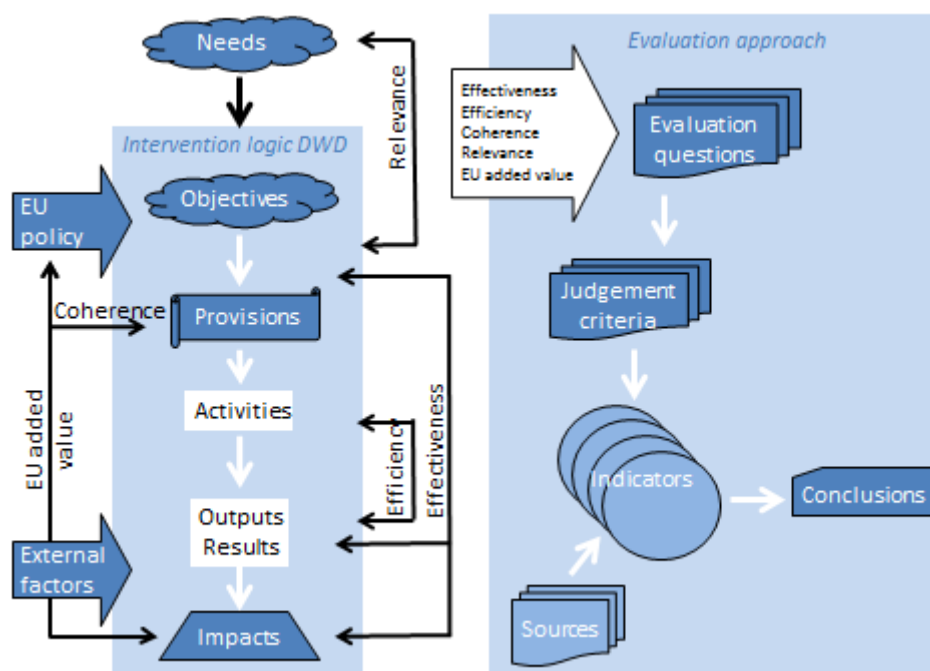 Needs
Relevance
Intervention logic DWD
Objectives
EU
policy
Coherence
Provisions
Activities
EU added
value
Efficiency
Effectiveness
Outputs
Results
External
factors
Impacts
Evaluation approach
Effectiveness
Efficiency
Coherence
Relevance
EU added value
Evaluation
questions
Judgement
criteria
Indicators
Conclusions
Sources